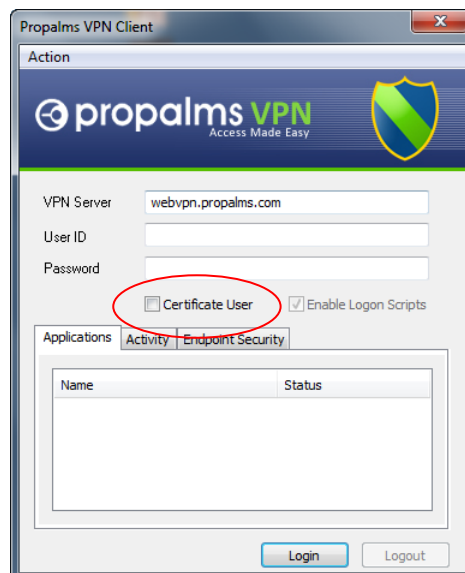 Propalms VPN Client
x
Action
propalms VPN
Access Made Easy
VPN Server webvpn.propalms.com
User ID
Password
Certificate User Enable Logon Scripts
Applications Activity Endpoint Security
Name Status
Login Logout